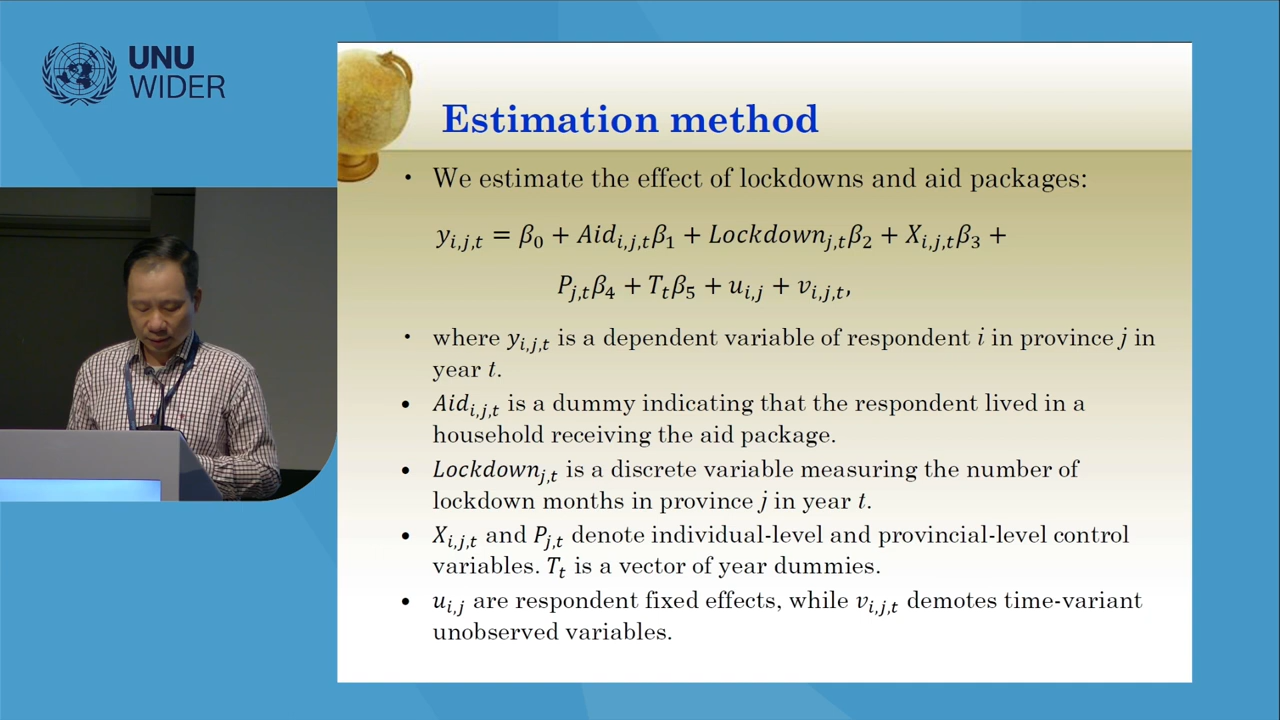 UNU
WIDER
Estimation method
• We estimate the effect of lockdowns and aid packages:
y_{i,j,t} = β_0 + Aid_{i,j,t}β_1 + Lockdown_{j,t}β_2 + X_{i,j,t}β_3 +
P_{j,t}β_4 + T_tβ_5 + u_{i,j} + v_{i,j,t},
• where y_{i,j,t} is a dependent variable of respondent i in province j in
year t.
• Aid_{i,j,t} is a dummy indicating that the respondent lived in a
household receiving the aid package.
• Lockdown_{j,t} is a discrete variable measuring the number of
lockdown months in province j in year t.
• X_{i,j,t} and P_{j,t} denote individual-level and provincial-level control
variables. T_t is a vector of year dummies.
• u_{i,j} are respondent fixed effects, while v_{i,j,t} demotes time-variant
unobserved variables.